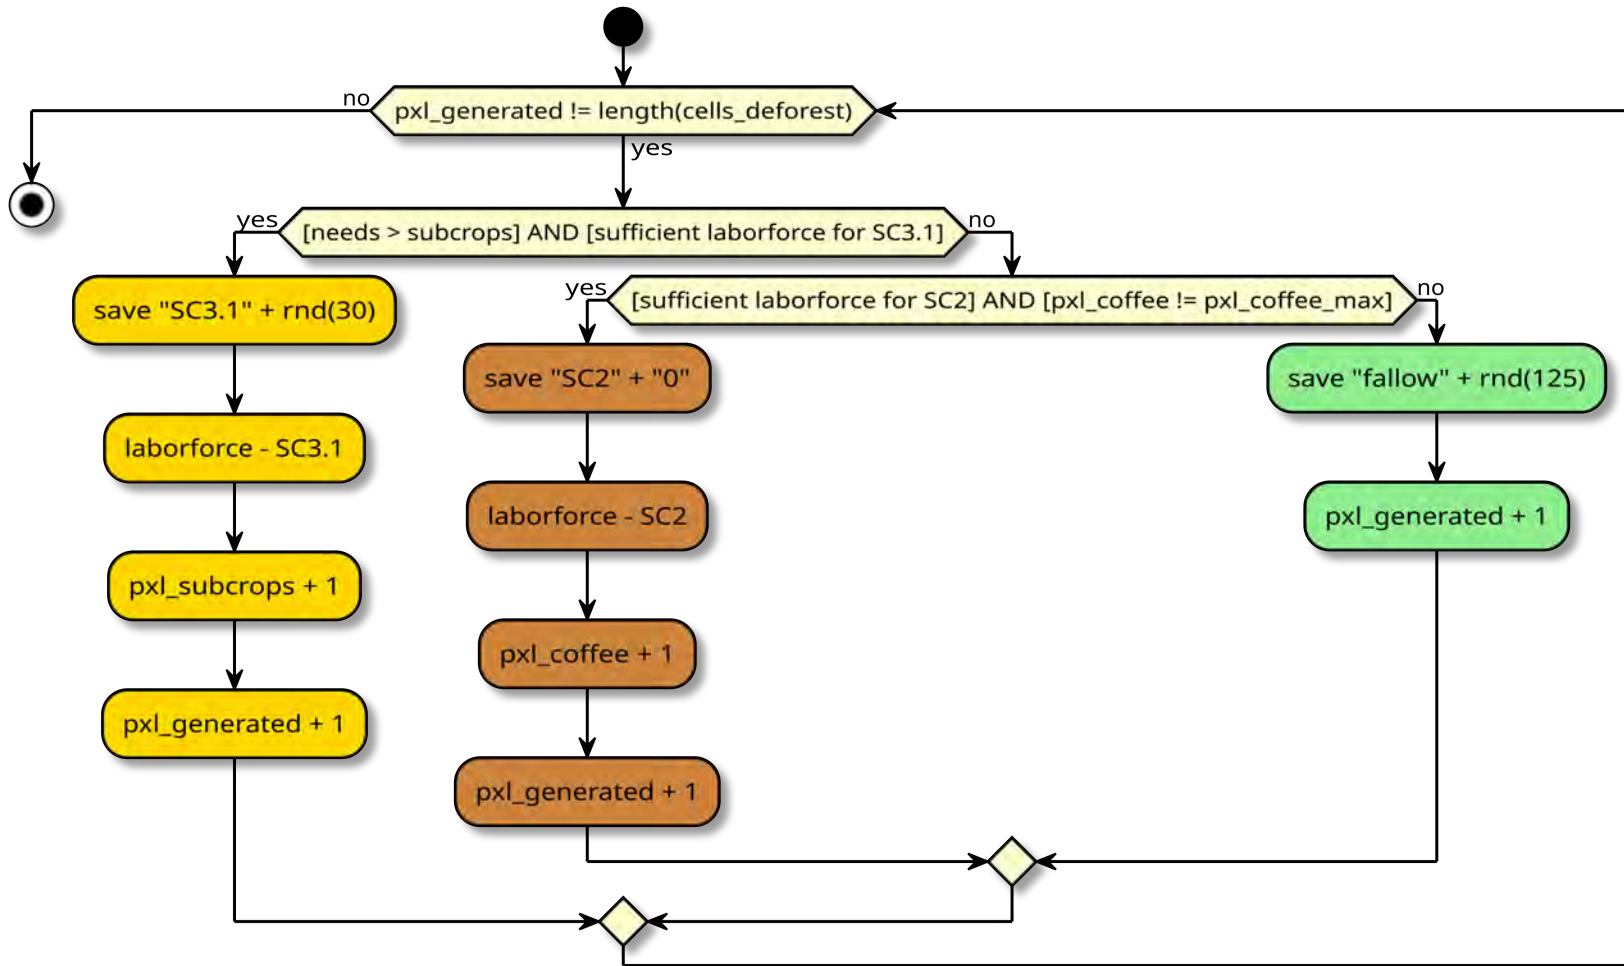 no
pxl_generated != length(cells_deforest)
yes
yes
[needs > subcrops] AND [sufficient laborforce for SC3.1]
no
yes
[sufficient laborforce for SC2] AND [pxl_coffee != pxl_coffee_max]
no
save "SC3.1" + rnd(30)
laborforce - SC3.1
pxl_subcrops + 1
pxl_generated + 1
save "SC2" + "0"
laborforce - SC2
pxl_coffee + 1
pxl_generated + 1
save "fallow" + rnd(125)
pxl_generated + 1